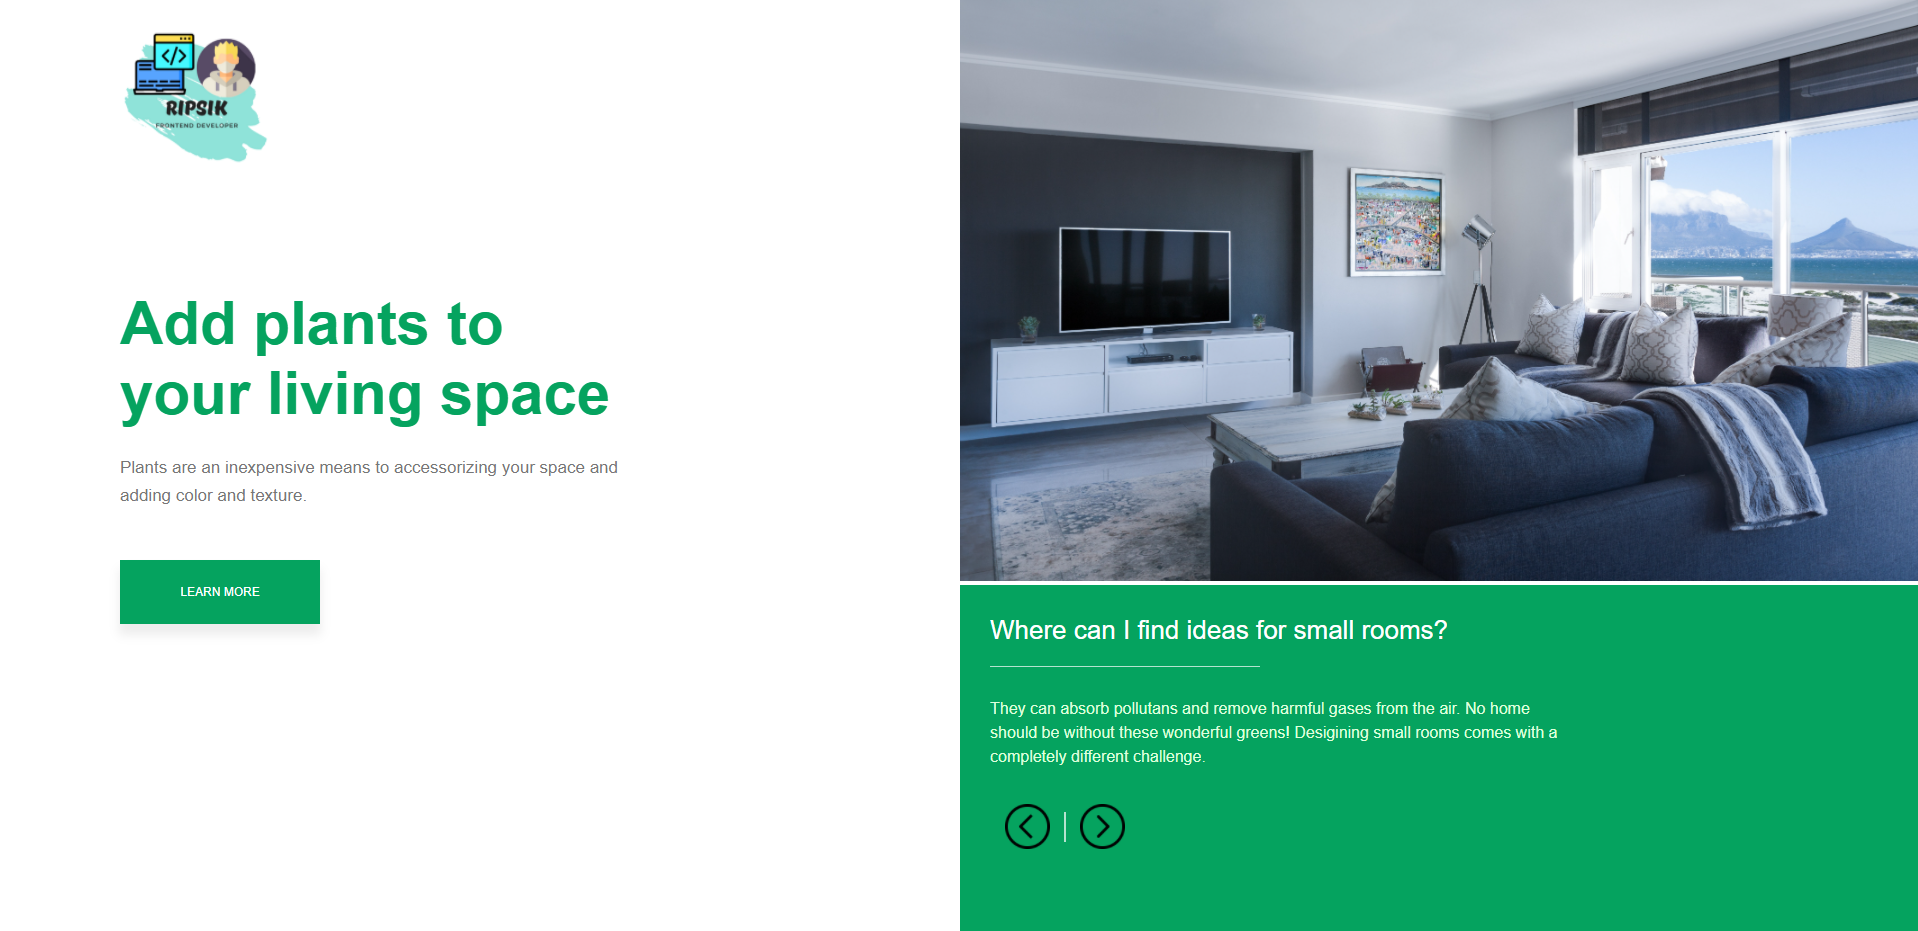 </>
RIPSIK
FRONTEND DEVELOPER
Add plants to
your living space
Plants are an inexpensive means to accessorizing your space and
adding color and texture.
LEARN MORE
Where can I find ideas for small rooms?
They can absorb pollutans and remove harmful gases from the air. No home
should be without these wonderful greens! Desigining small rooms comes with a
completely different challenge.